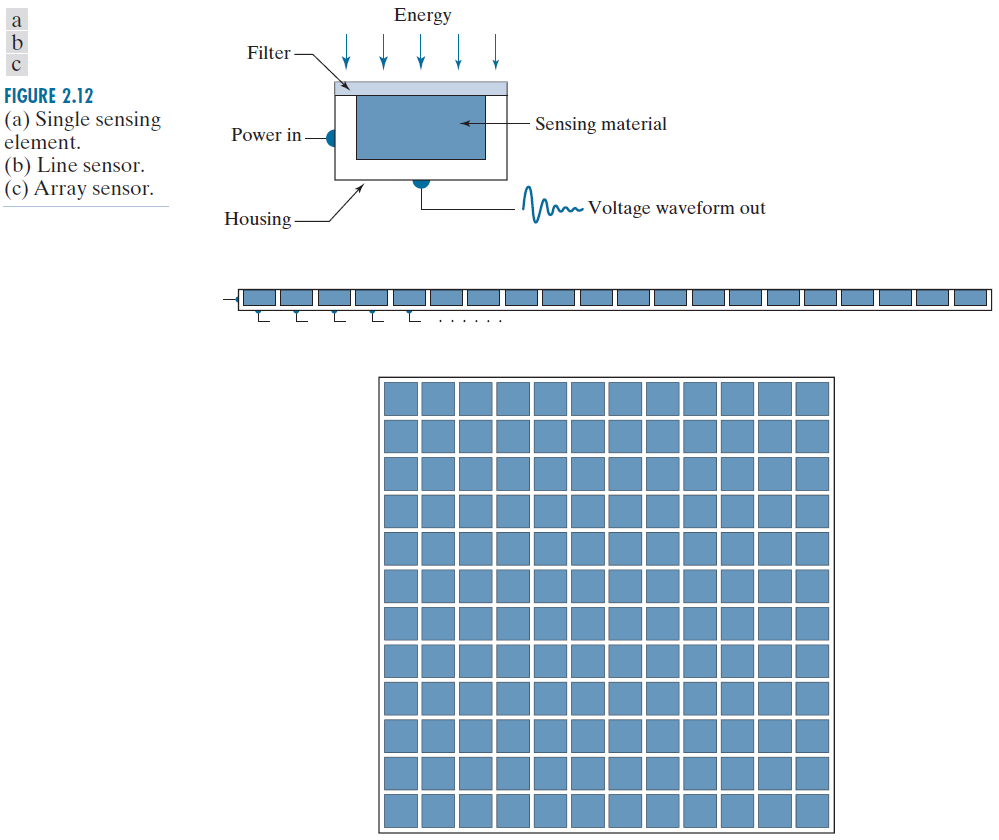 a
b
c
FIGURE 2.12
(a) Single sensing
element.
(b) Line sensor.
(c) Array sensor.
Energy
Filter
Power in
Sensing material
Housing
Voltage waveform out
. . . . . .